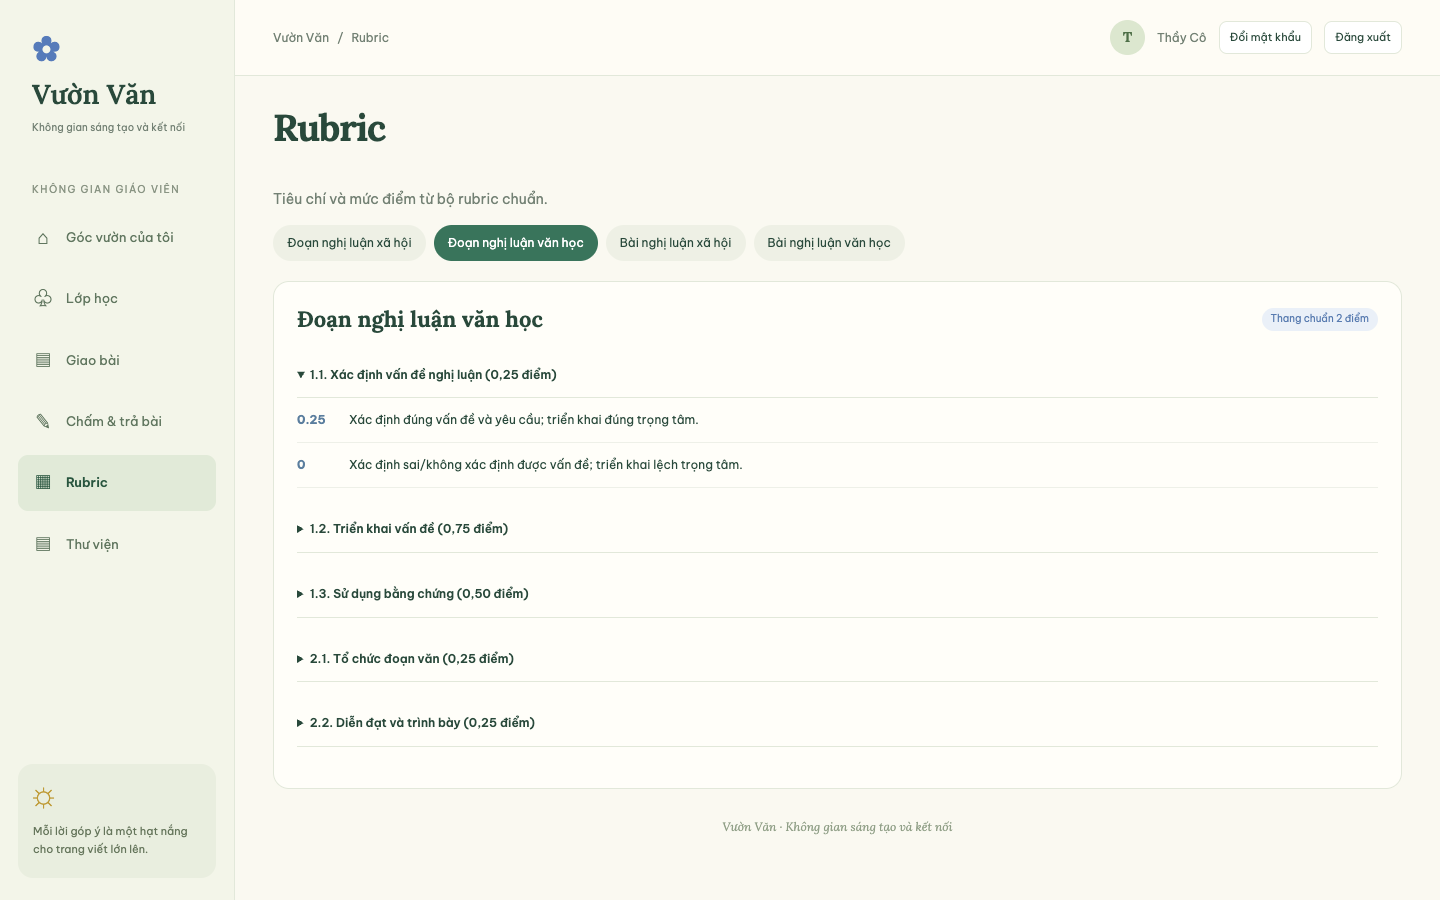 Vườn Văn
Không gian sáng tạo và kết nối
KHÔNG GIAN GIÁO VIÊN
Góc vườn của tôi
Lớp học
Giao bài
Chấm & trả bài
Rubric
Thư viện
Mỗi lời góp ý là một hạt nắng
cho trang viết lớn lên.
Vườn Văn / Rubric
T Thầy Cô Đổi mật khẩu Đăng xuất
Rubric
Tiêu chí và mức điểm từ bộ rubric chuẩn.
Đoạn nghị luận xã hội Đoạn nghị luận văn học Bài nghị luận xã hội Bài nghị luận văn học
Đoạn nghị luận văn học Thang chuẩn 2 điểm
1.1. Xác định vấn đề nghị luận (0,25 điểm)
0.25 Xác định đúng vấn đề và yêu cầu; triển khai đúng trọng tâm.
0 Xác định sai/không xác định được vấn đề; triển khai lệch trọng tâm.
1.2. Triển khai vấn đề (0,75 điểm)
1.3. Sử dụng bằng chứng (0,50 điểm)
2.1. Tổ chức đoạn văn (0,25 điểm)
2.2. Diễn đạt và trình bày (0,25 điểm)
Vườn Văn · Không gian sáng tạo và kết nối